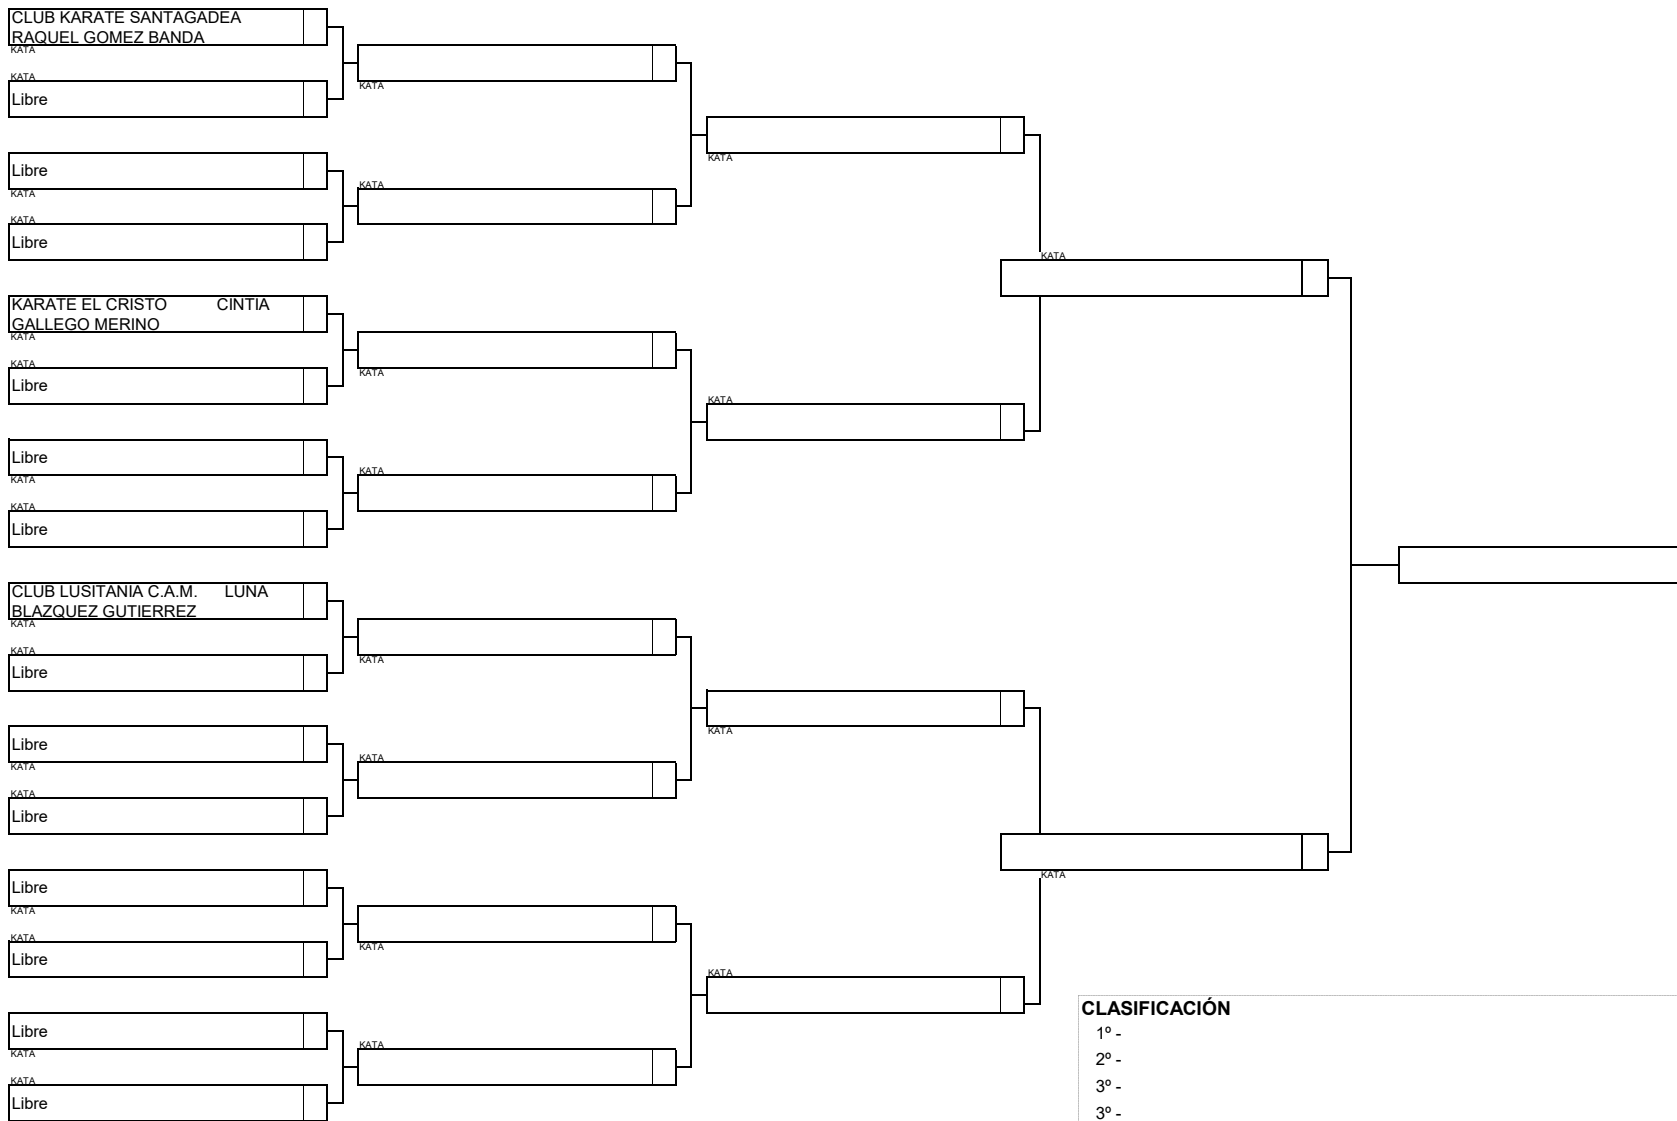 CLUB KARATE SANTAGADEA
RAQUEL GOMEZ BANDA
KATA
KATA
Libre
Libre
KATA
KATA
Libre
KARATE EL CRISTO CINTIA
GALLEGO MERINO
KATA
KATA
Libre
Libre
KATA
KATA
Libre
CLUB LUSITANIA C.A.M. LUNA
BLAZQUEZ GUTIERREZ
KATA
KATA
Libre
Libre
KATA
KATA
Libre
Libre
KATA
KATA
Libre
Libre
KATA
KATA
Libre
KATA
KATA
KATA
KATA
KATA
KATA
KATA
KATA
KATA
KATA
KATA
KATA
KATA
KATA
CLASIFICACIÓN
1º -
2º -
3º -
3º -